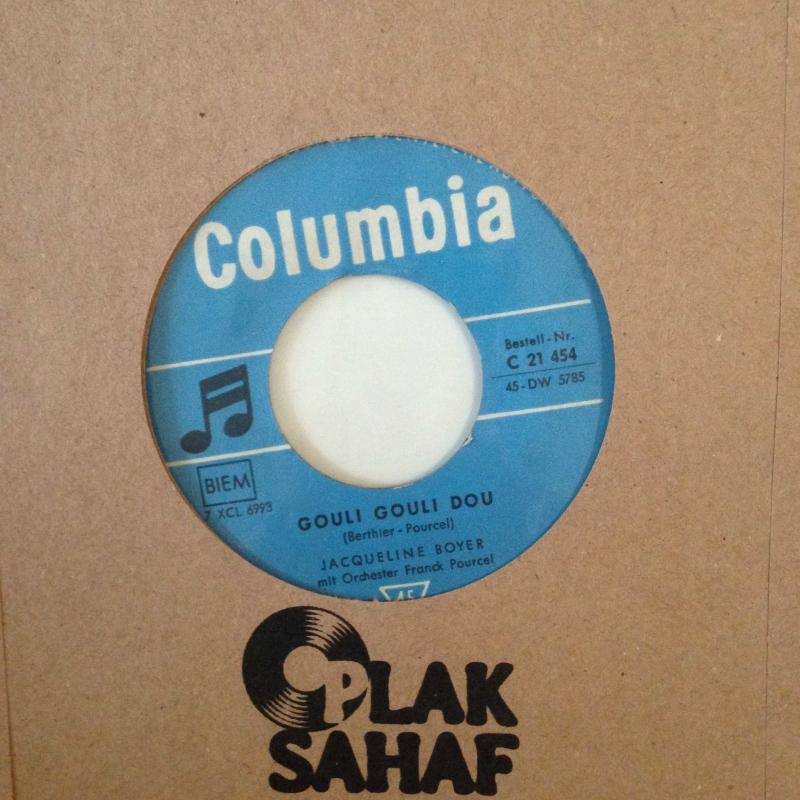 Columbia
Bestell-Nr.
C 21 454
45-DW 5785
BIEM
7 XCL 6993
GOULI GOULI DOU
(Berthier - Pourcel)
JACQUELINE BOYER
mit Orchester Franck Pourcel
45
PLAK
SAHAF